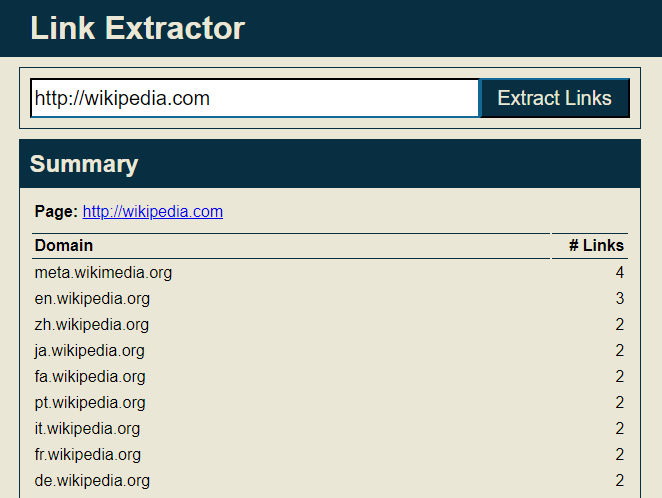 Link Extractor
http://wikipedia.com Extract Links
Summary
Page: http://wikipedia.com
Domain # Links
meta.wikimedia.org 4
en.wikipedia.org 3
zh.wikipedia.org 2
ja.wikipedia.org 2
fa.wikipedia.org 2
pt.wikipedia.org 2
it.wikipedia.org 2
fr.wikipedia.org 2
de.wikipedia.org 2